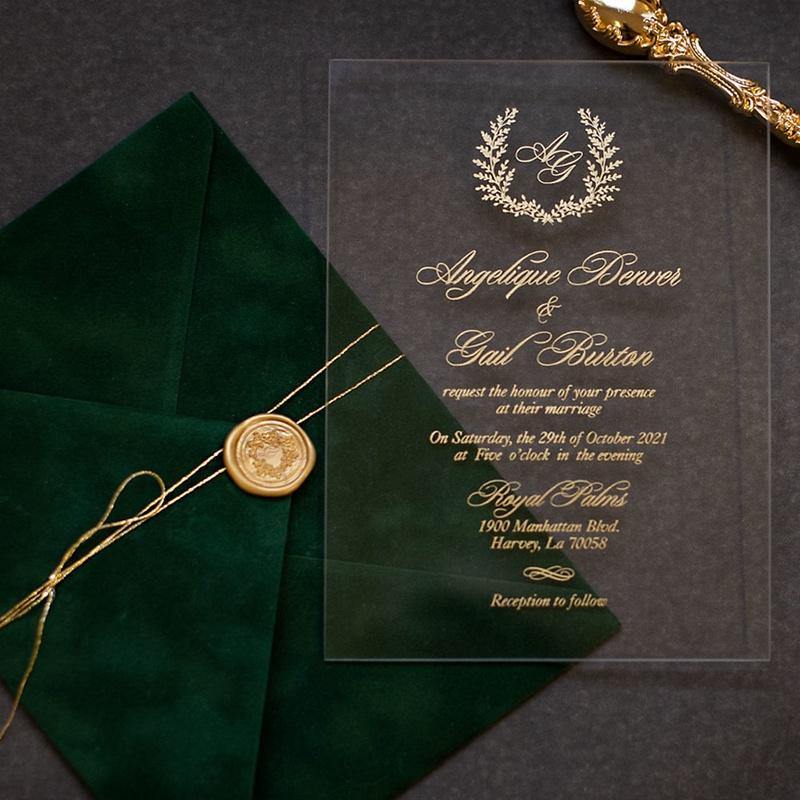 AG
Angelique Denver
&
Gail Burton
request the honour of your presence
at their marriage
On Saturday, the 29th of October 2021
at Five o'clock in the evening
Royal Palms
1900 Manhattan Blvd.
Harvey, La 70058
Reception to follow